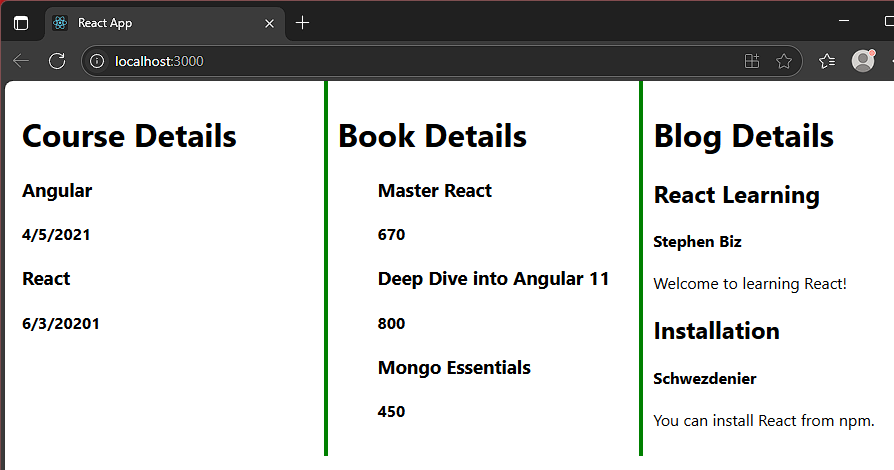 React App
localhost:3000
Course Details
Angular
4/5/2021
React
6/3/20201
Book Details
Master React
670
Deep Dive into Angular 11
800
Mongo Essentials
450
Blog Details
React Learning
Stephen Biz
Welcome to learning React!
Installation
Schwezdenier
You can install React from npm.